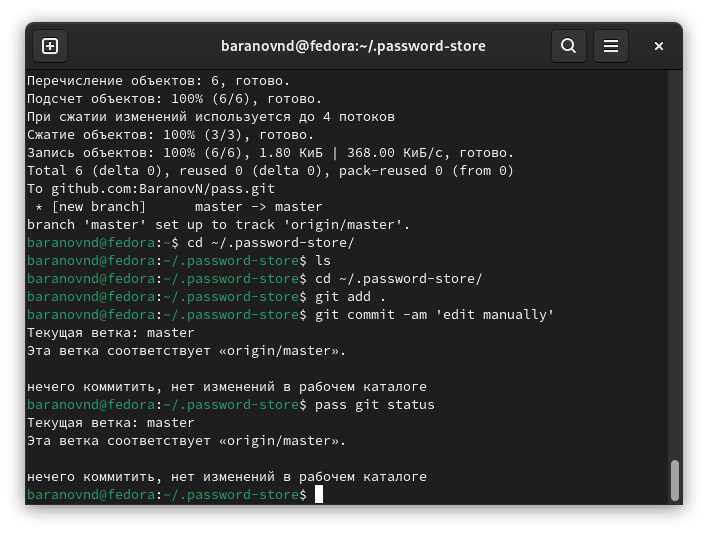 baranovnd@fedora:~/.password-store
Перечисление объектов: 6, готово.
Подсчет объектов: 100% (6/6), готово.
При сжатии изменений используется до 4 потоков
Сжатие объектов: 100% (3/3), готово.
Запись объектов: 100% (6/6), 1.80 КиБ | 368.00 КиБ/с, готово.
Total 6 (delta 0), reused 0 (delta 0), pack-reused 0 (from 0)
To github.com:BaranovN/pass.git
 * [new branch]      master -> master
branch 'master' set up to track 'origin/master'.
baranovnd@fedora:~$ cd ~/.password-store/
baranovnd@fedora:~/.password-store$ ls
baranovnd@fedora:~/.password-store$ cd ~/.password-store/
baranovnd@fedora:~/.password-store$ git add .
baranovnd@fedora:~/.password-store$ git commit -am 'edit manually'
Текущая ветка: master
Эта ветка соответствует «origin/master».
нечего коммитить, нет изменений в рабочем каталоге
baranovnd@fedora:~/.password-store$ pass git status
Текущая ветка: master
Эта ветка соответствует «origin/master».
нечего коммитить, нет изменений в рабочем каталоге
baranovnd@fedora:~/.password-store$